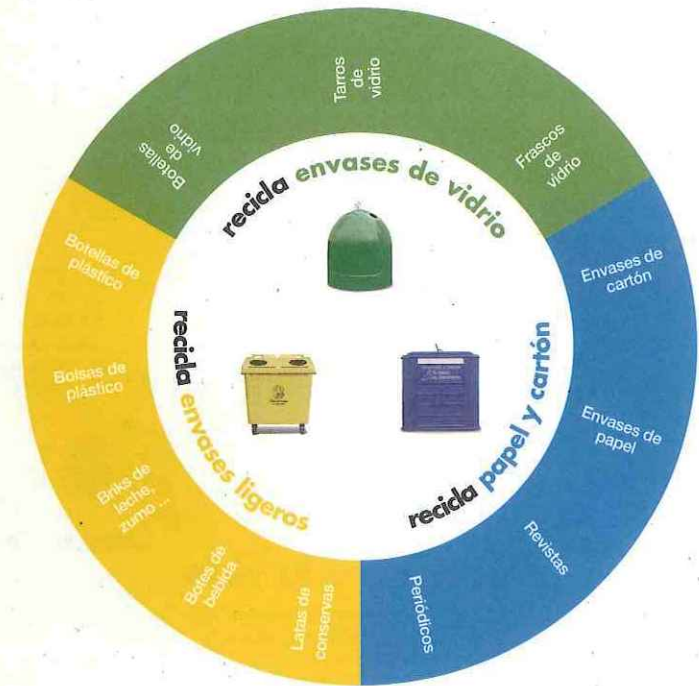 Botellas
de
vidrio
Tarros
de
vidrio
Frascos
de
vidrio
recicla envases de vidrio
Envases de
cartón
Envases de
papel
Revistas
Periódicos
recicla papel y cartón
Botellas de
plástico
Bolsas de
plástico
Briks de
leche,
zumo ...
Botes de
bebida
Latas de
conservas
recicla envases ligeros